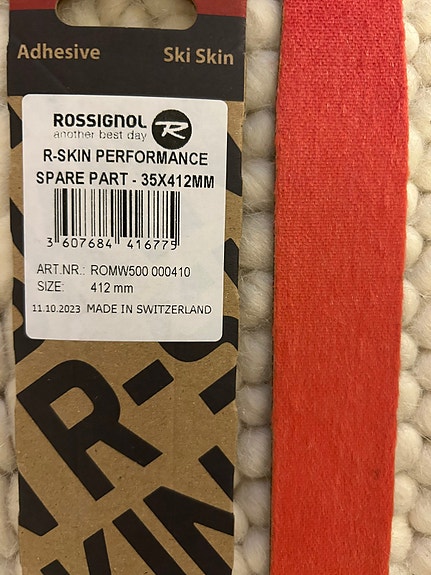 Adhesive
Ski Skin
ROSSIGNOL
another best day
R
R-SKIN PERFORMANCE
SPARE PART - 35X412MM
3 607684 416775
ART.NR.: ROMW500 000410
SIZE: 412 mm
11.10.2023 MADE IN SWITZERLAND
R-S
KIN